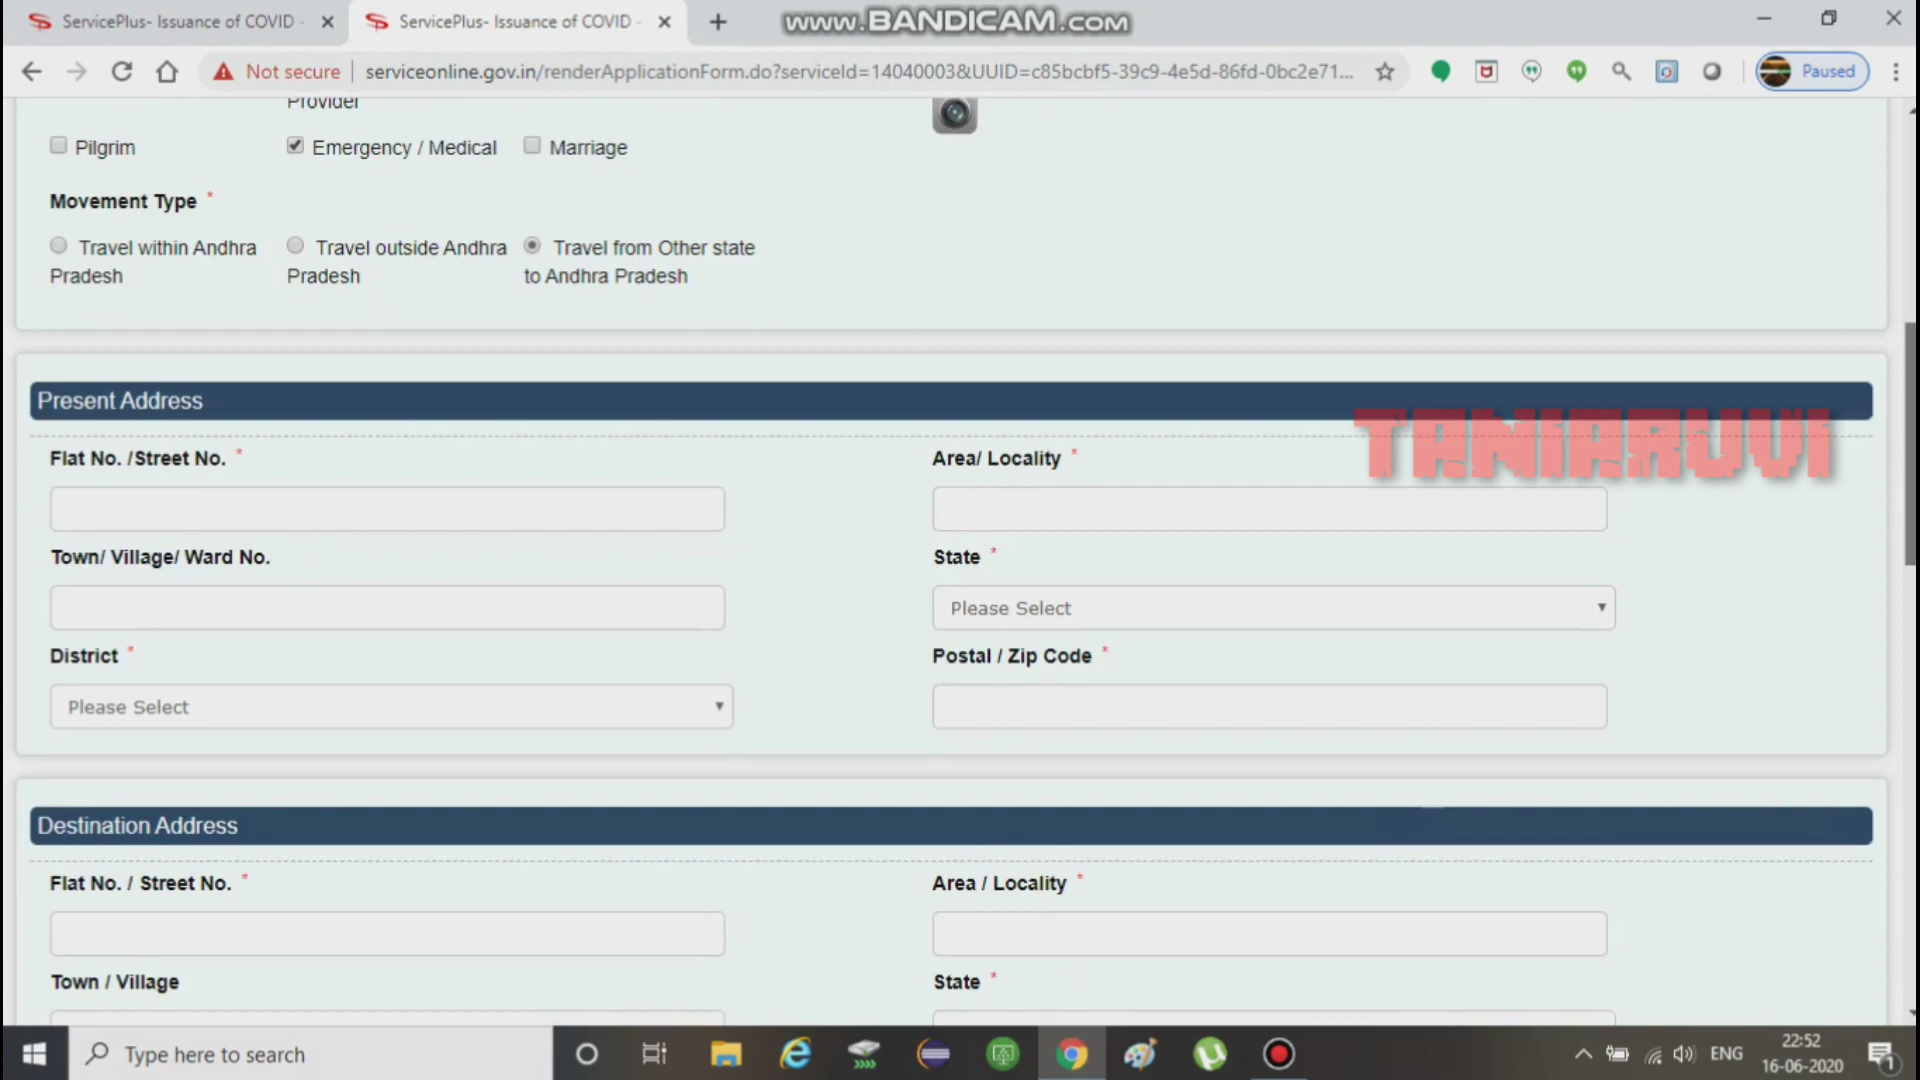 ServicePlus- Issuance of COVID -
ServicePlus- Issuance of COVID -
www.BANDICAM.com
Not secure
serviceonline.gov.in/renderApplicationForm.do?serviceId=14040003&UUID=c85bcbf5-39c9-4e5d-86fd-0bc2e71...
Paused
Provider
Pilgrim
Emergency / Medical
Marriage
Movement Type *
Travel within Andhra
Pradesh
Travel outside Andhra
Pradesh
Travel from Other state
to Andhra Pradesh
Present Address
TANIARUVI
Flat No. /Street No. *
Area/ Locality *
Town/ Village/ Ward No.
State *
Please Select
District *
Postal / Zip Code *
Please Select
Destination Address
Flat No. / Street No. *
Area / Locality *
Town / Village
State *
Type here to search
ENG
22:52
16-06-2020
1